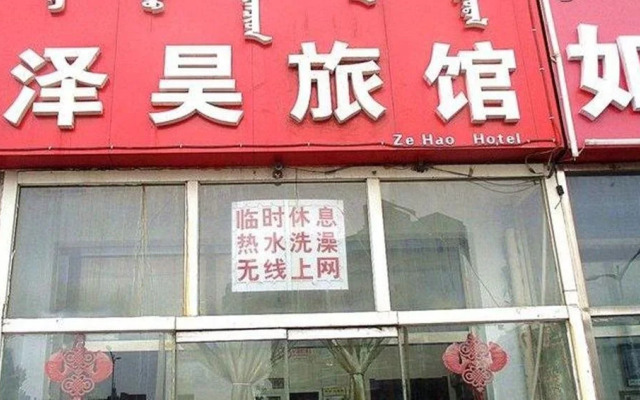 泽昊旅馆
Ze Hao Hotel
如
临时休息
热水洗澡
无线上网